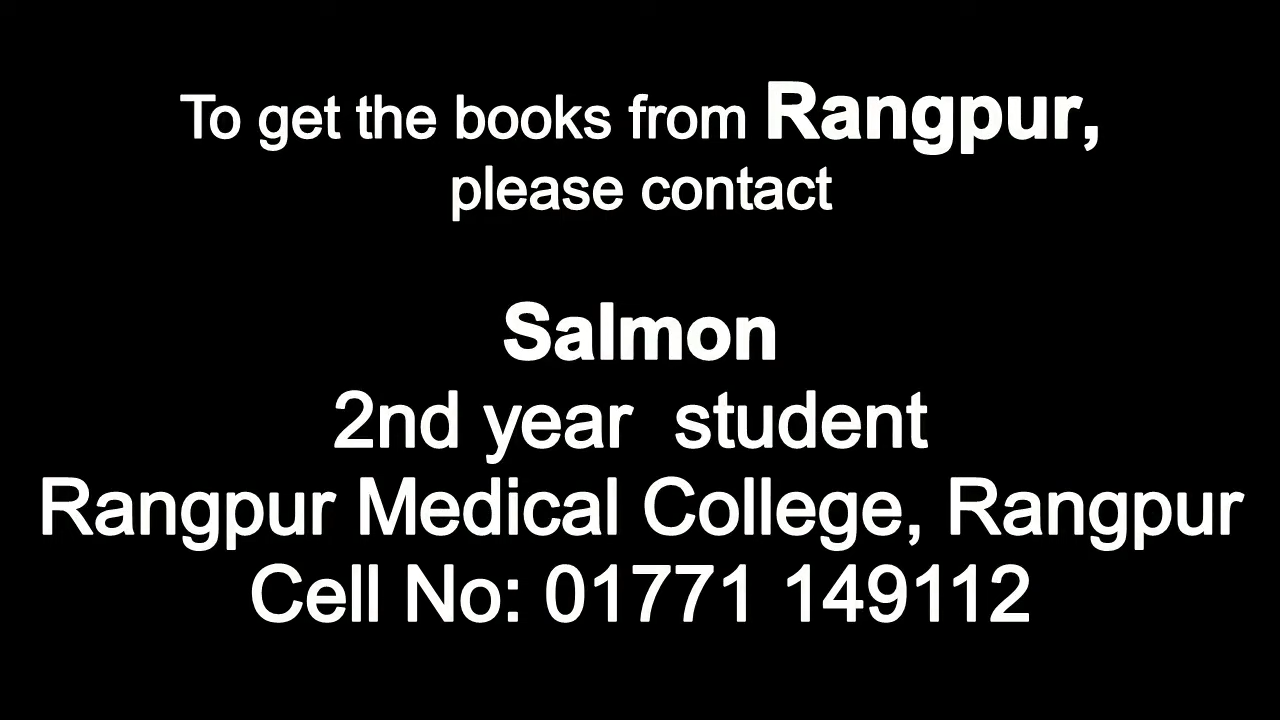 To get the books from Rangpur,
please contact
Salmon
2nd year student
Rangpur Medical College, Rangpur
Cell No: 01771 149112